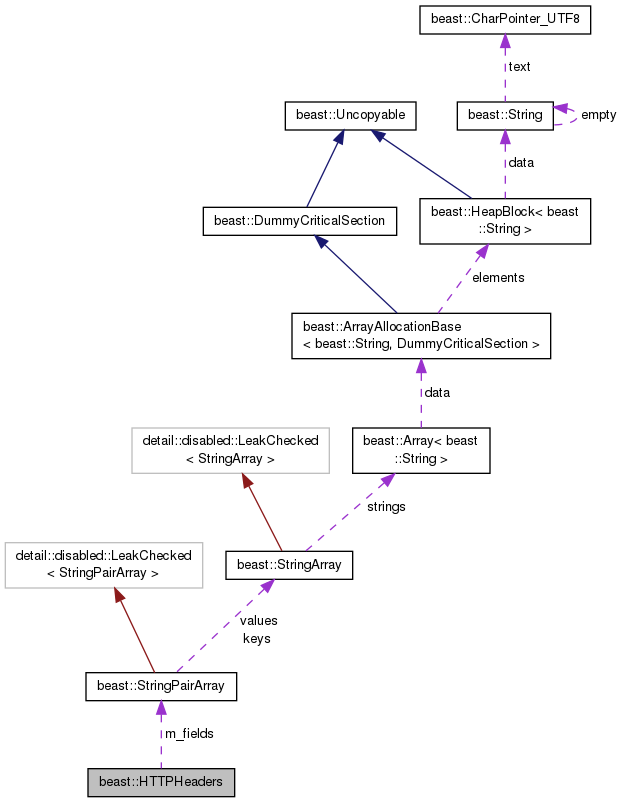 beast::CharPointer_UTF8
text
beast::Uncopyable
beast::String
empty
data
beast::DummyCriticalSection
beast::HeapBlock< beast
::String >
elements
beast::ArrayAllocationBase
< beast::String, DummyCriticalSection >
data
detail::disabled::LeakChecked
< StringArray >
beast::Array< beast
::String >
strings
detail::disabled::LeakChecked
< StringPairArray >
beast::StringArray
values
keys
beast::StringPairArray
m_fields
beast::HTTPHeaders